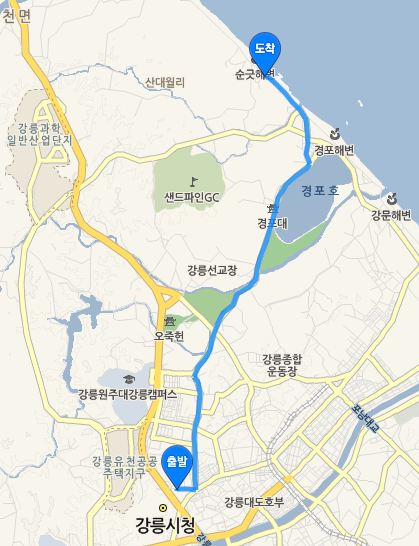 천면
도착
순긋해변
산대월리
강릉과학
일반산업단지
경포해변
샌드파인GC
경포호
강문해변
경포대
강릉선교장
오죽헌
강릉종합
운동장
강릉원주대강릉캠퍼스
포남대교
강릉유천공공
주택지구
출발
강릉대도호부
강릉시청
강릉